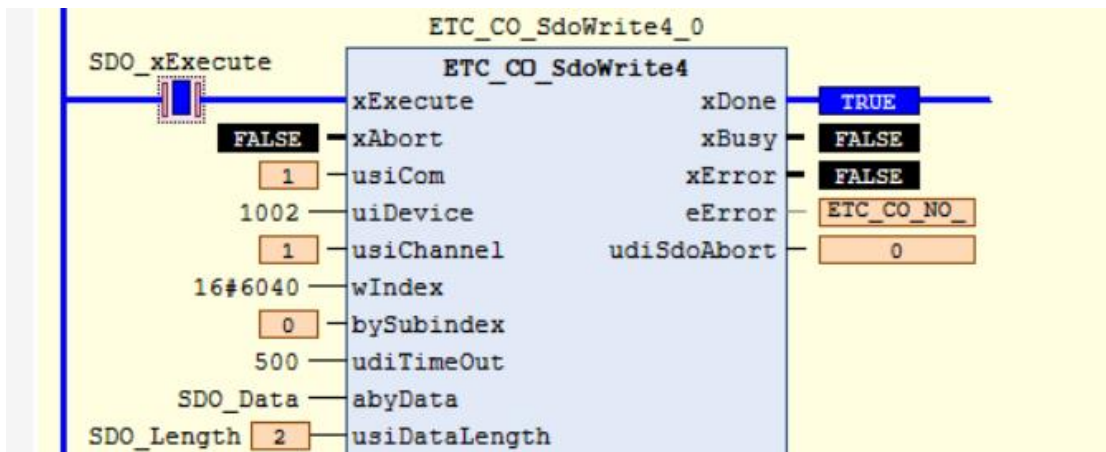 ETC_CO_SdoWrite4_0
SDO_xExecute
ETC_CO_SdoWrite4
xExecute xDone TRUE
FALSE xAbort xBusy FALSE
1 usiCom xError FALSE
1002 uiDevice eError ETC_CO_NO_
1 usiChannel udiSdoAbort 0
16#6040 wIndex
0 bySubindex
500 udiTimeOut
SDO_Data abyData
SDO_Length 2 usiDataLength